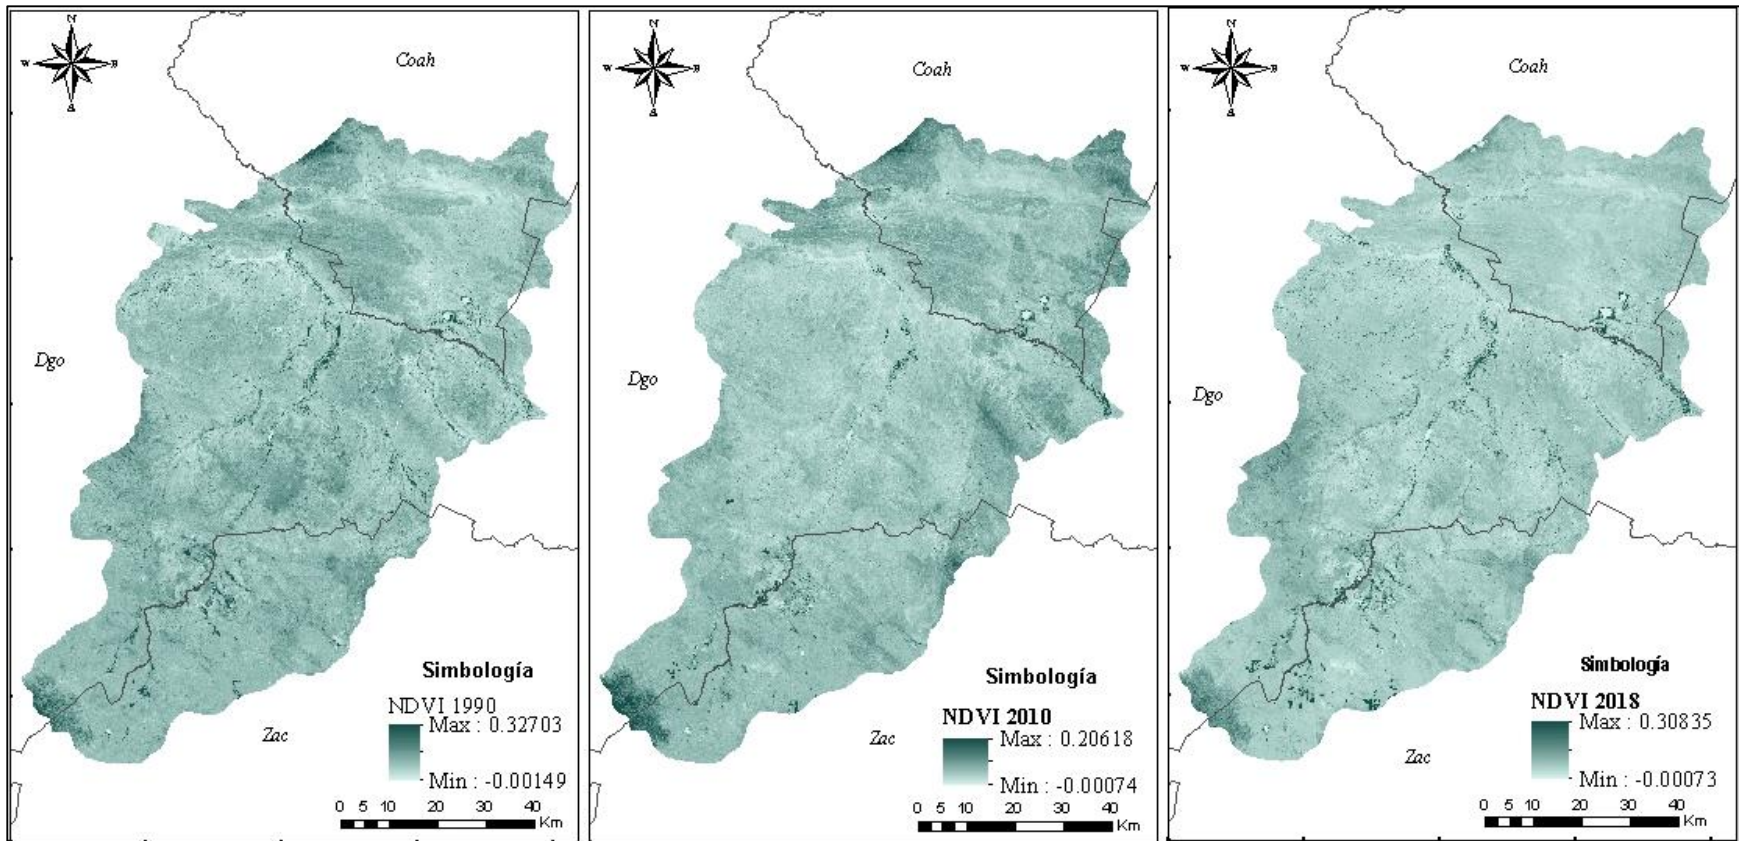 N
W
E
S
Coah
Dgo
Zac
Simbología
NDVI 1990
Max : 0.32703
Min : -0.00149
0 5 10 20 30 40
Km
N
W
E
S
Coah
Dgo
Zac
Simbología
NDVI 2010
Max : 0.20618
Min : -0.00074
0 5 10 20 30 40
Km
N
W
E
S
Coah
Dgo
Zac
Simbología
NDVI 2018
Max : 0.30835
Min : -0.00073
0 5 10 20 30 40
Km